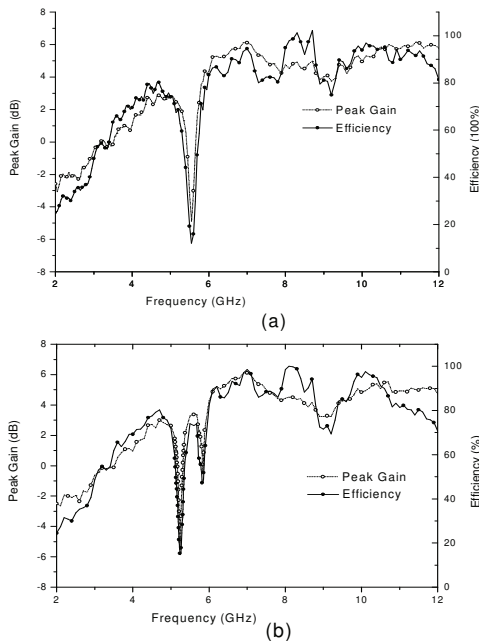 8
6
4
2
0
-2
-4
-6
-8
Peak Gain (dB)
100
80
60
40
20
0
Efficiency (100%)
Peak Gain
Efficiency
2 4 6 8 10 12
Frequency (GHz)
(a)
8
6
4
2
0
-2
-4
-6
-8
Peak Gain (dB)
100
80
60
40
20
0
Efficiency (%)
Peak Gain
Efficiency
2 4 6 8 10 12
Frequency (GHz)
(b)